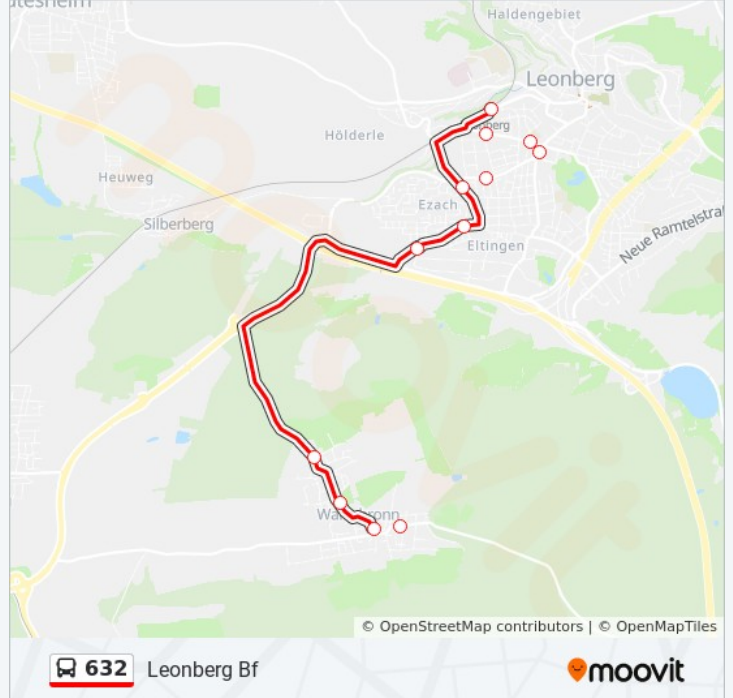 Haldengebiet
Leonberg
Hölderle
Heuweg
Ezach
Silberberg
Eltingen
Neue Ramtelstra
© OpenStreetMap contributors | © OpenMapTiles
632 Leonberg Bf
moovit